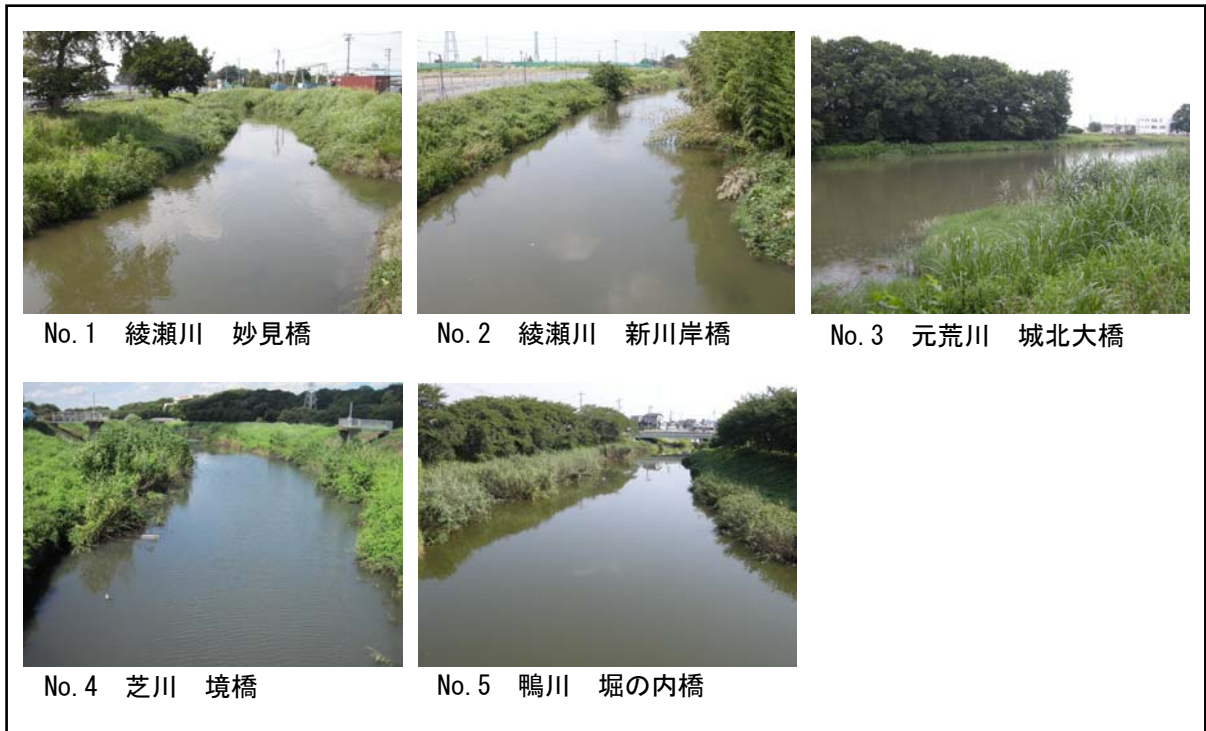 No.1 綾瀬川 妙見橋
No.2 綾瀬川 新川岸橋
No.3 元荒川 城北大橋
No.4 芝川 境橋
No.5 鴨川 堀の内橋